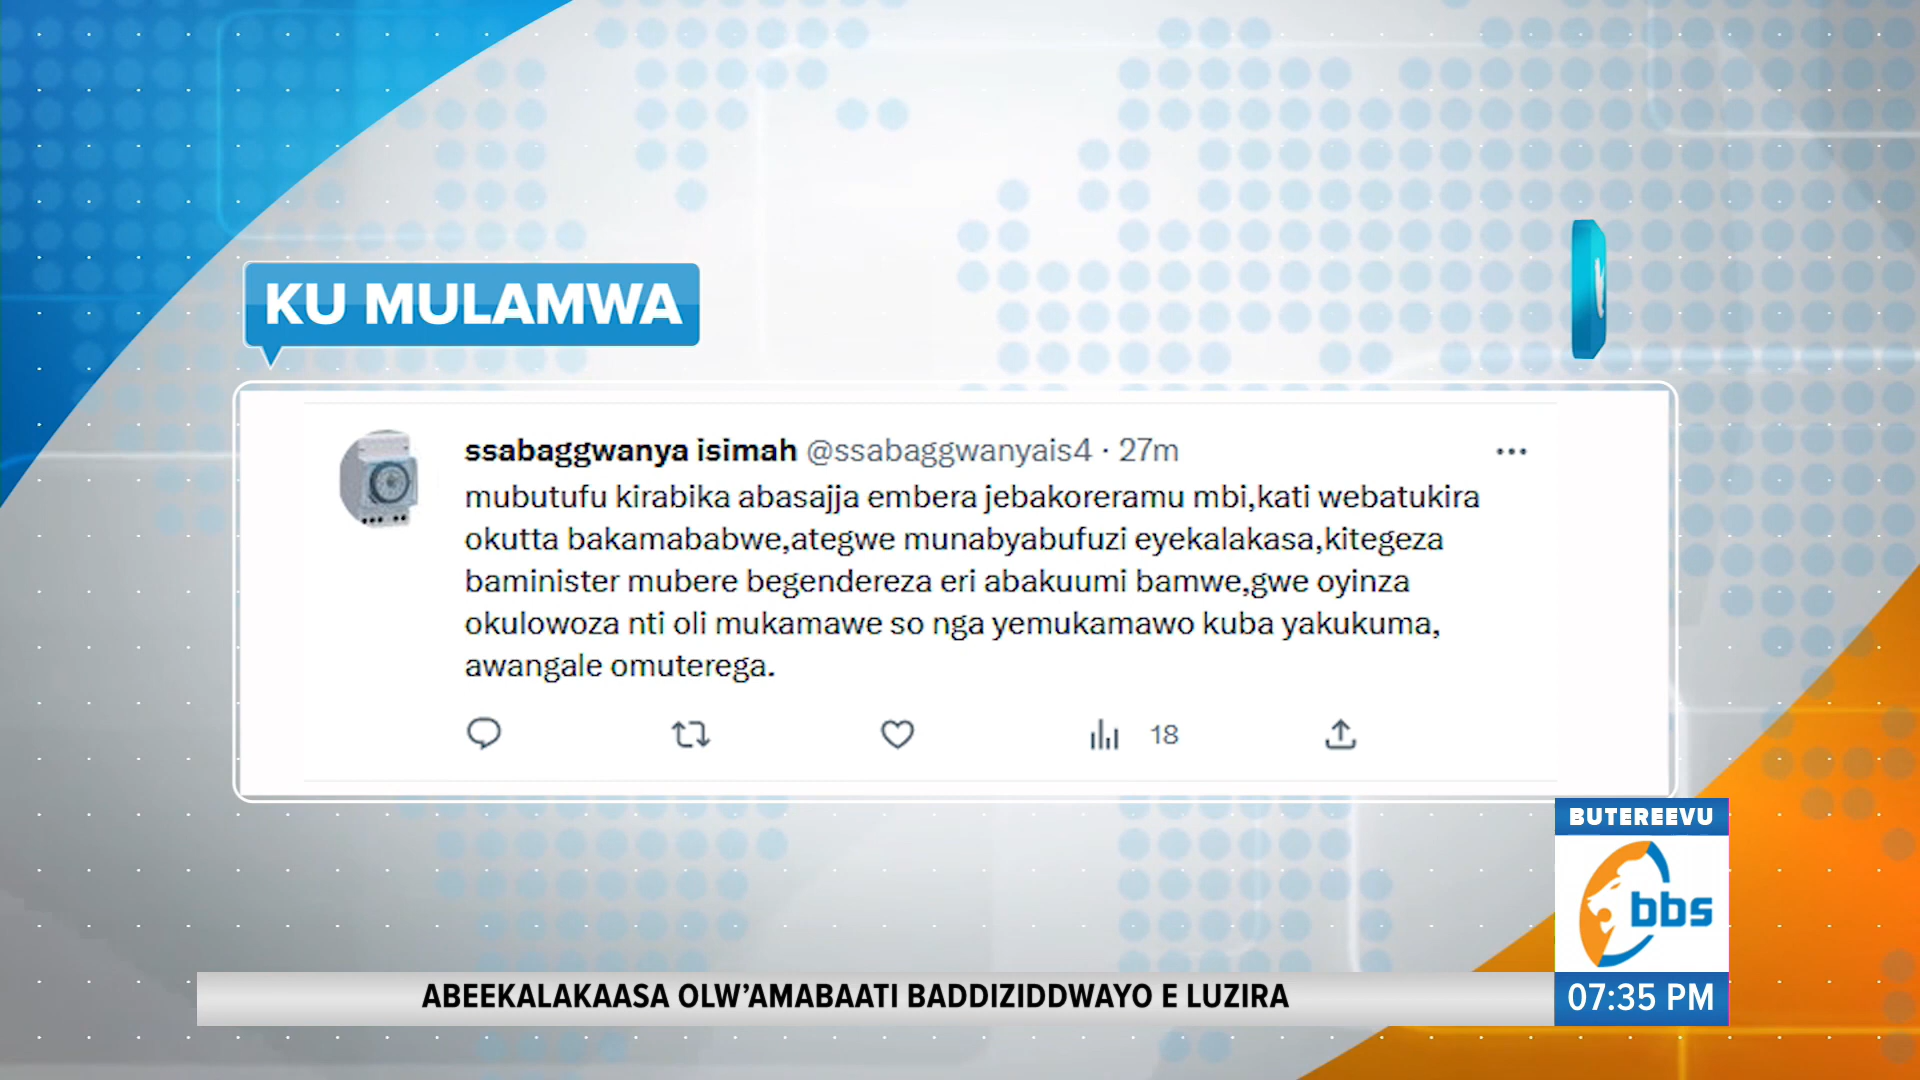 KU MULAMWA
ssabaggwanya isimah @ssabaggwanyais4 · 27m
mubutufu kirabika abasajja embera jebakoreramu mbi,kati webatukira
okutta bakamababwe,ategwe munabyabufuzi eyekalakasa,kitegeza
baminister mubere begendereza eri abakuumi bamwe,gwe oyinza
okulowoza nti oli mukamawe so nga yemukamawo kuba yakukuma,
awangale omuterega.
18
BUTEREEVU
bbs
ABEEKALAKAASA OLW'AMABAATI BADDIZIDDWAYO E LUZIRA
07:35 PM